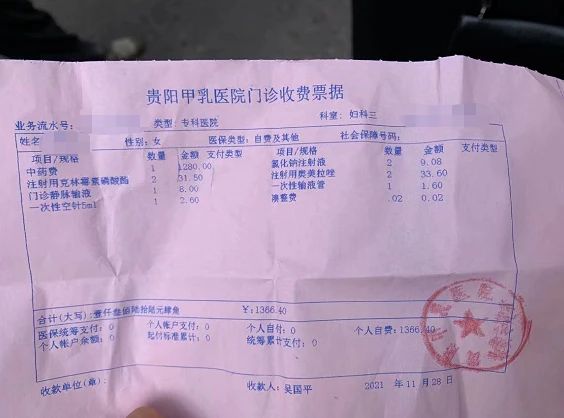 贵阳甲乳医院门诊收费票据
业务流水号: 类型: 专科医院 科室: 妇科三
姓名 性别: 女 医保类型: 自费及其他 社会保障号码:
项目/规格 数量 金额 支付类型 项目/规格 数量 金额 支付类型
中药费 1 1280.00 氯化钠注射液 2 9.08
注射用克林霉素磷酸酯 2 31.50 注射用奥美拉唑 2 33.60
门诊静脉输液 1 8.00 一次性输液管 1 1.60
一次性空针5ml 1 2.60 凑整费 .02 0.02
合计(大写):壹仟叁佰陆拾陆元肆角 ¥:1366.40
医保统筹支付: 0 个人帐户支付: 0 个人自付: 0 个人自费: 1366.40
个人帐户余额: 0 起付标准累计: 0 统筹累计支付: 0
收款单位(章): 收款人: 吴国平 2021 年 11 月 28 日